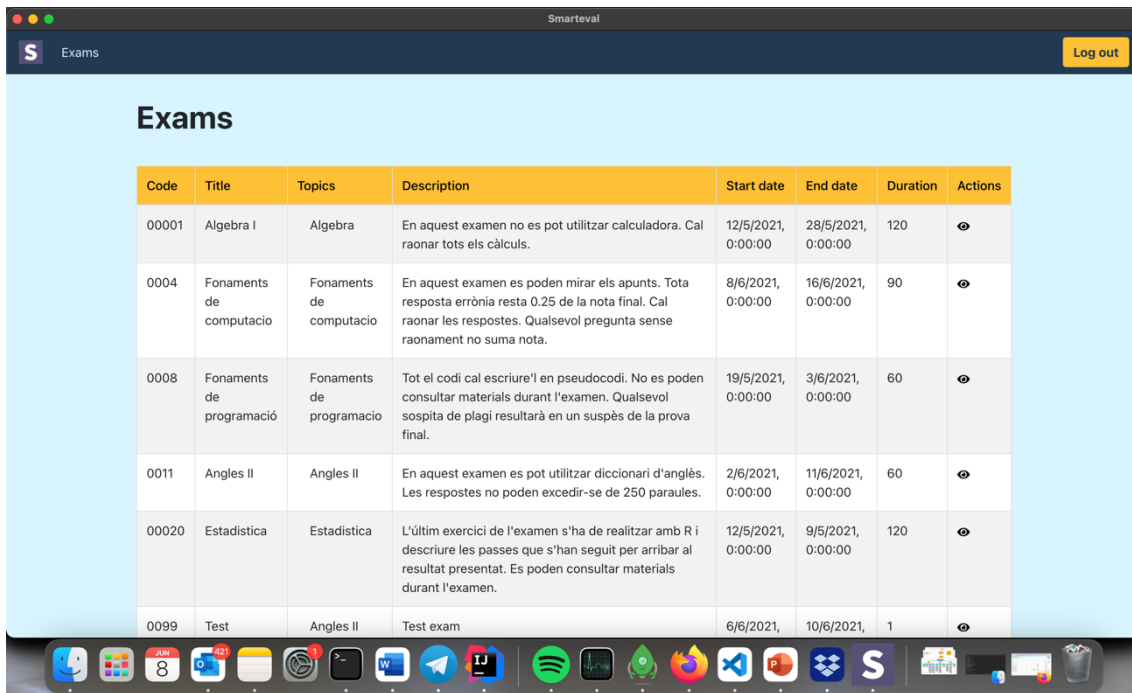 Smarteval
S Exams Log out
Exams
Code Title Topics Description Start date End date Duration Actions
00001 Algebra I Algebra En aquest examen no es pot utilitzar calculadora. Cal 12/5/2021, 28/5/2021, 120
raonar tots els càlculs. 0:00:00 0:00:00
0004 Fonaments Fonaments En aquest examen es poden mirar els apunts. Tota 8/6/2021, 16/6/2021, 90
de de resposta errònia resta 0.25 de la nota final. Cal 0:00:00 0:00:00
computacio computacio raonar les respostes. Qualsevol pregunta sense
raonament no suma nota.
0008 Fonaments Fonaments Tot el codi cal escriure'l en pseudocodi. No es poden 19/5/2021, 3/6/2021, 60
de de consultar materials durant l'examen. Qualsevol 0:00:00 0:00:00
programació programacio sospita de plagi resultarà en un suspès de la prova
final.
0011 Angles II Angles II En aquest examen es pot utilitzar diccionari d'anglès. 2/6/2021, 11/6/2021, 60
Les respostes no poden excedir-se de 250 paraules. 0:00:00 0:00:00
00020 Estadistica Estadistica L'últim exercici de l'examen s'ha de realitzar amb R i 12/5/2021, 9/5/2021, 120
descriure les passes que s'han seguit per arribar al 0:00:00 0:00:00
resultat presentat. Es poden consultar materials
durant l'examen.
0099 Test Angles II Test exam 6/6/2021, 10/6/2021, 1
JUN 421 1
8 O >_ W IJ P S